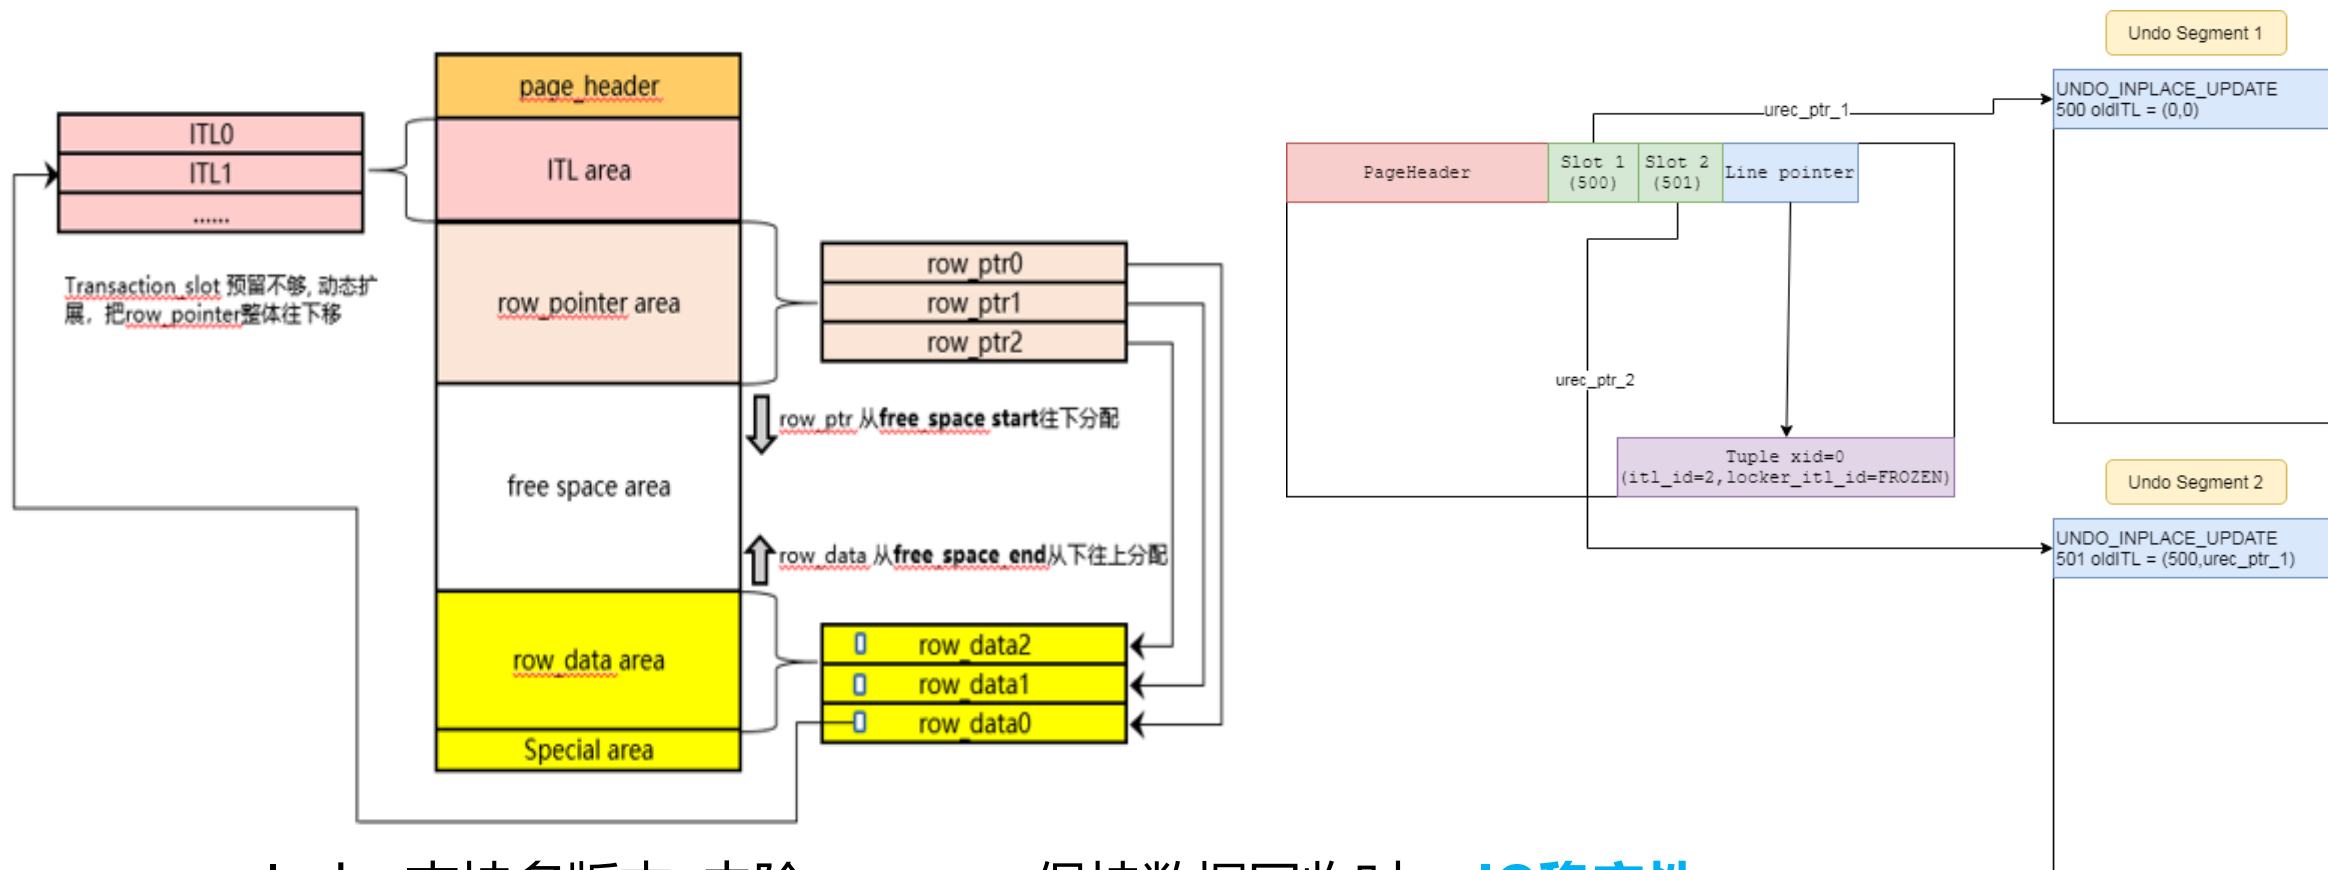 page_header
ITL0
ITL1
......
ITL area
Transaction_slot 预留不够, 动态扩
展，把row_pointer整体往下移
row_pointer area
row_ptr0
row_ptr1
row_ptr2
row_ptr 从free_space start往下分配
free space area
row_data 从free_space_end从下往上分配
row_data area
row_data2
row_data1
row_data0
Special area
Undo Segment 1
UNDO_INPLACE_UPDATE
500 oldITL = (0,0)
urec_ptr_1
PageHeader
Slot 1
(500)
Slot 2
(501)
Line pointer
urec_ptr_2
Tuple xid=0
(itl_id=2,locker_itl_id=FROZEN)
Undo Segment 2
UNDO_INPLACE_UPDATE
501 oldITL = (500,urec_ptr_1)